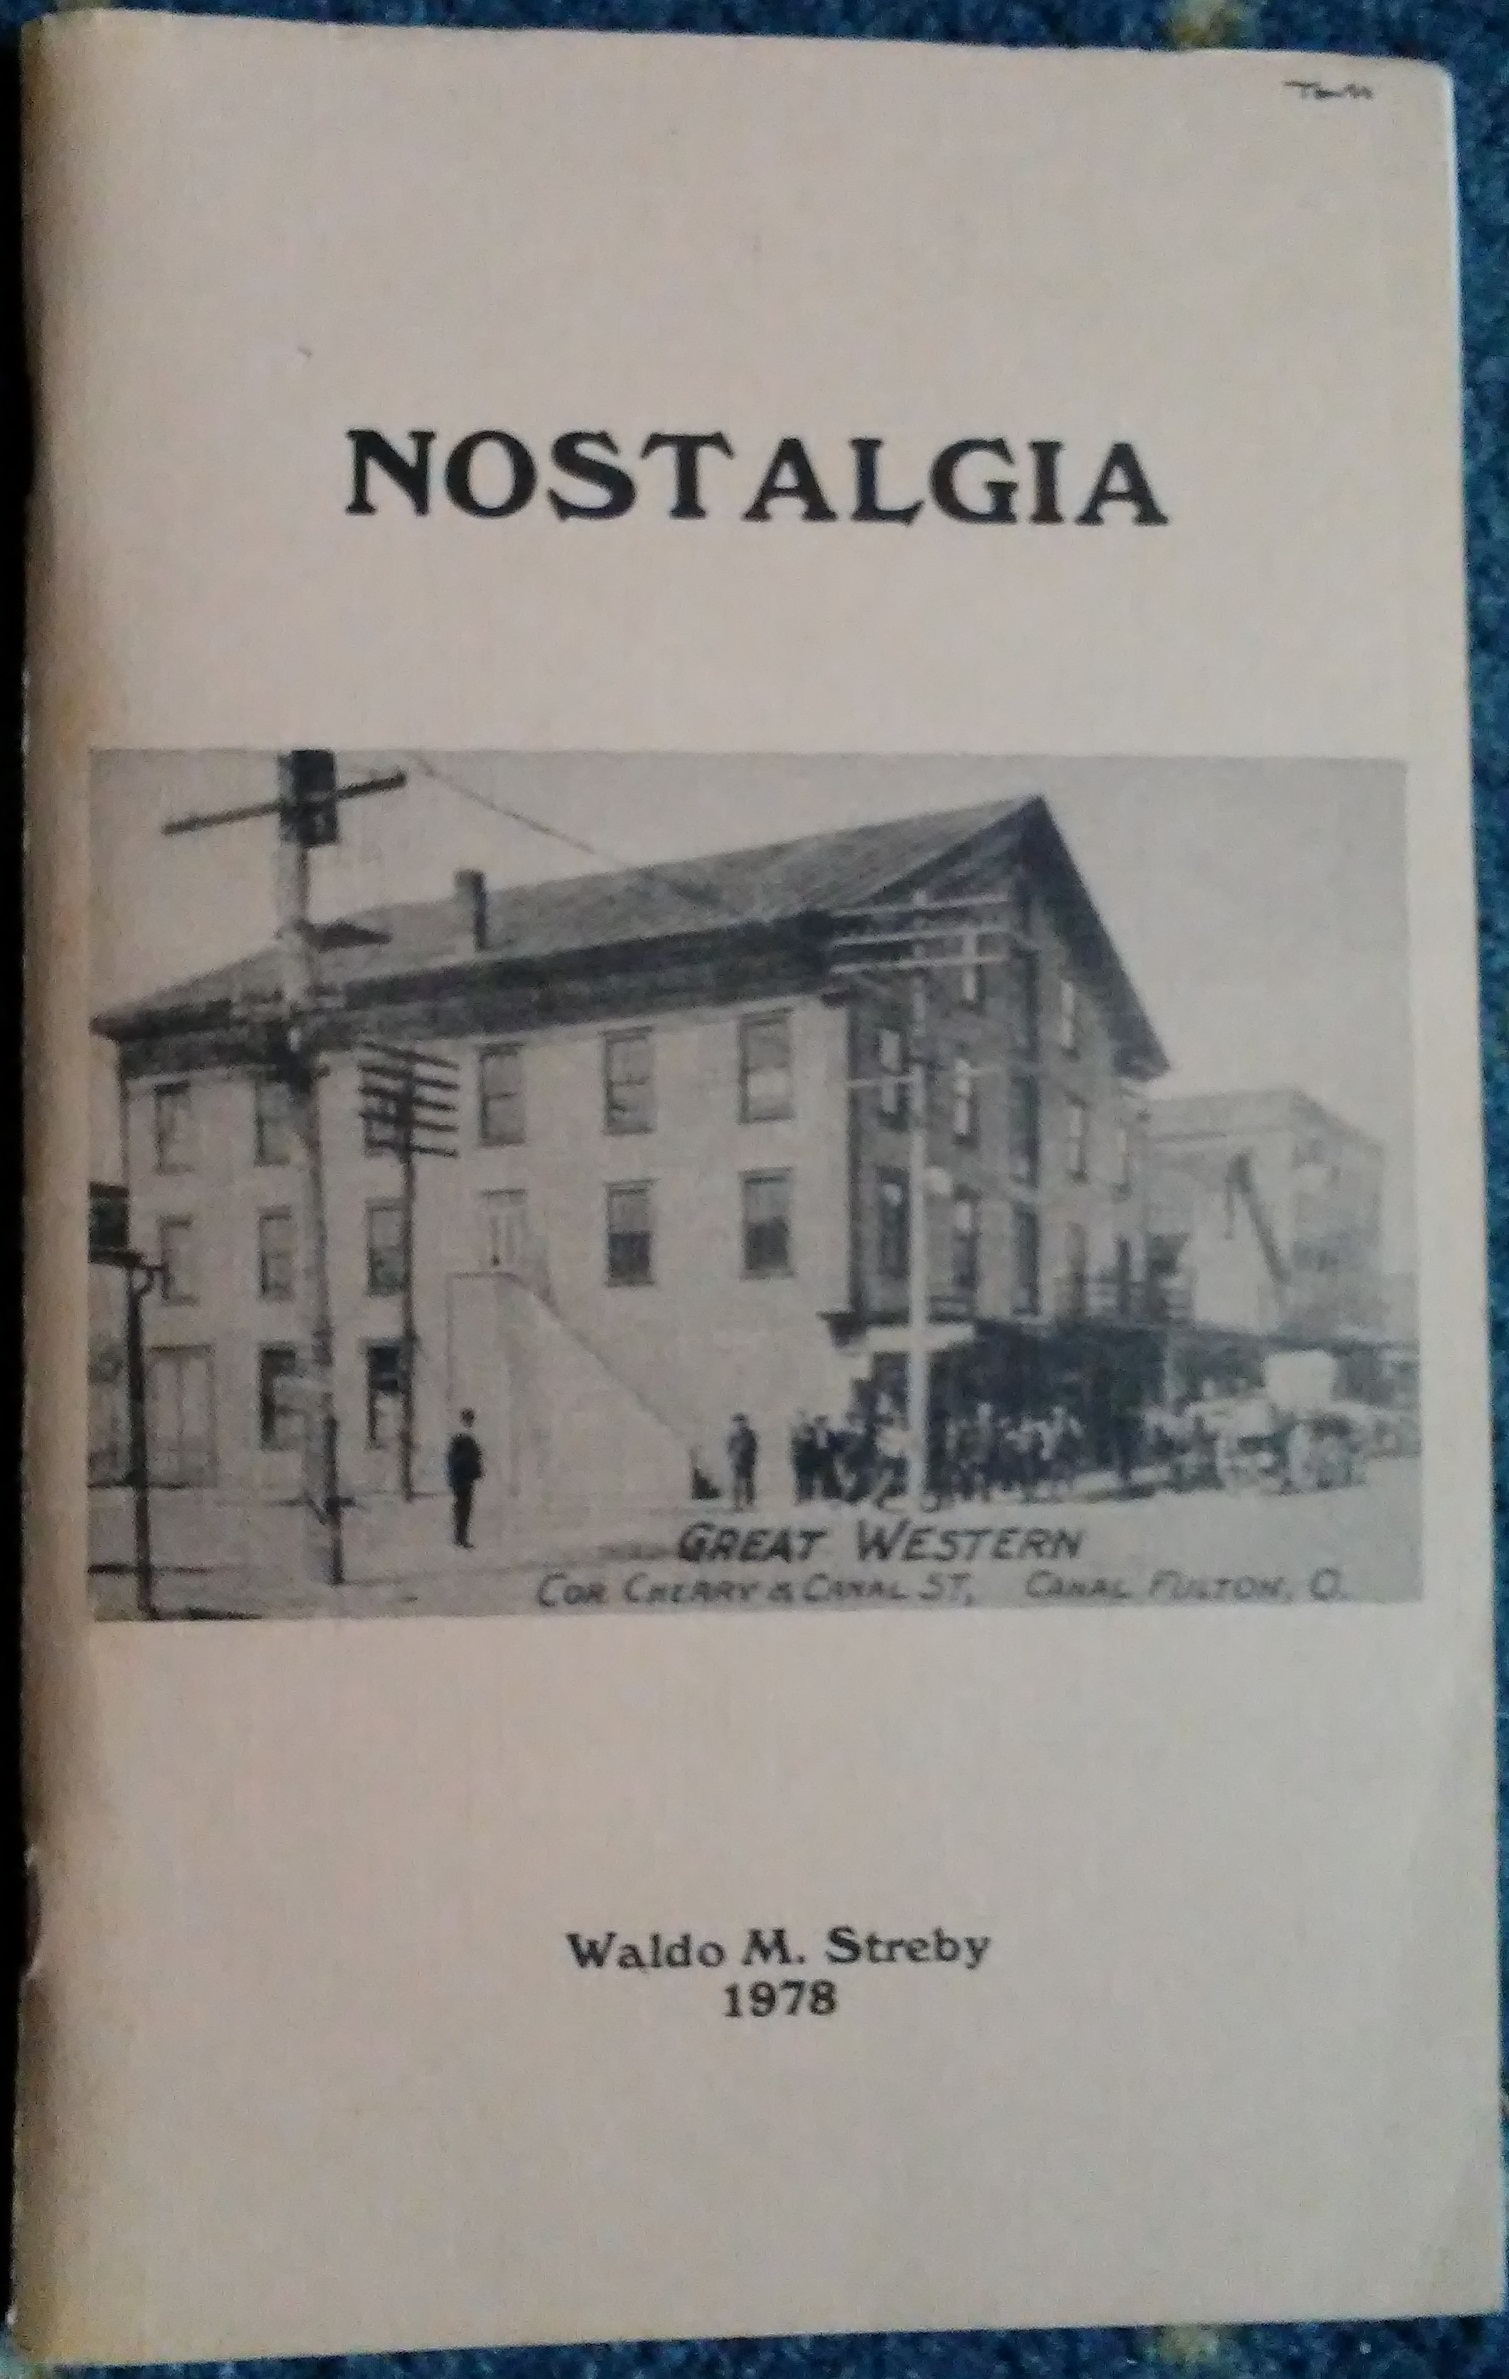 NOSTALGIA
GREAT WESTERN
COR CHERRY & CANAL ST, CANAL FULTON, O.
Waldo M. Streby
1978